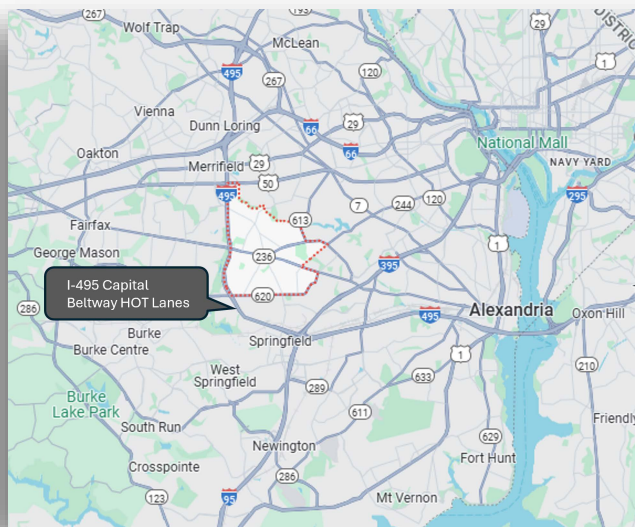 193
29
DISTRIC
Wolf Trap
McLean
495
267
120
1
267
Vienna
Dunn Loring
66
29
National Mall
Oakton
Merrifield
29
66
NAVY YARD
50
495
7
244
120
295
Fairfax
613
1
George Mason
236
395
I-495 Capital
Beltway HOT Lanes
620
286
495
Alexandria
Oxon Hill
Burke
Springfield
Burke Centre
1
210
West
Springfield
289
633
Burke
Lake Park
611
Friendly
South Run
629
Newington
Crosspointe
286
Fort Hunt
123
95
Mt Vernon